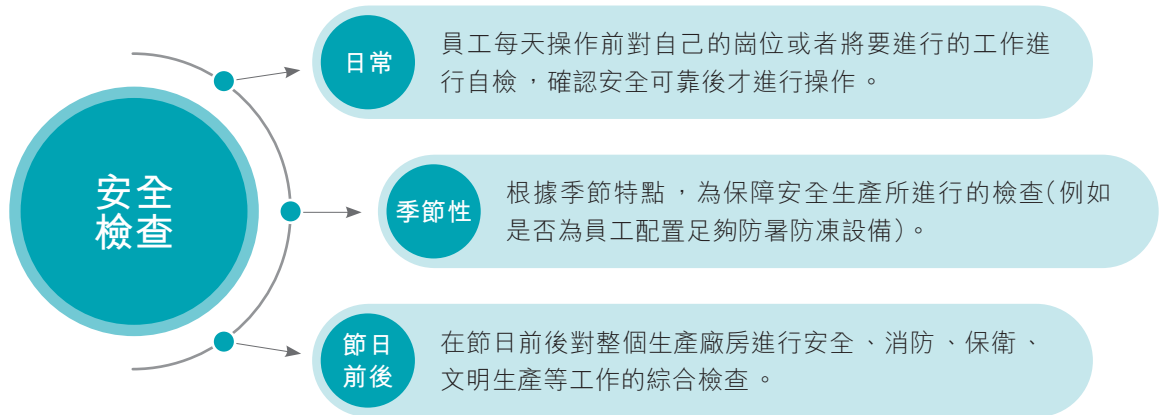 安全
檢查
日常
員工每天操作前對自己的崗位或者將要進行的工作進
行自檢，確認安全可靠後才進行操作。
季節性
根據季節特點，為保障安全生產所進行的檢查(例如
是否為員工配置足夠防暑防凍設備)。
節日
前後
在節日前後對整個生產廠房進行安全、消防、保衛、
文明生產等工作的綜合檢查。